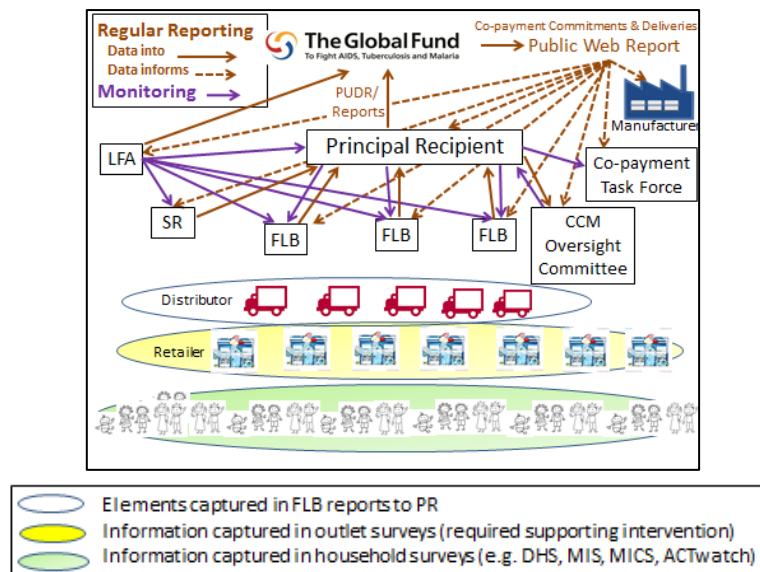 Regular Reporting
Data into
Data informs
Monitoring
The Global Fund
To Fight AIDS, Tuberculosis and Malaria
Co-payment Commitments & Deliveries
Public Web Report
PUDR/
Reports
Manufacturer
LFA
Principal Recipient
Co-payment
Task Force
SR
FLB
FLB
FLB
CCM
Oversight
Committee
Distributor
Retailer
Elements captured in FLB reports to PR
Information captured in outlet surveys (required supporting intervention)
Information captured in household surveys (e.g. DHS, MIS, MICS, ACTwatch)